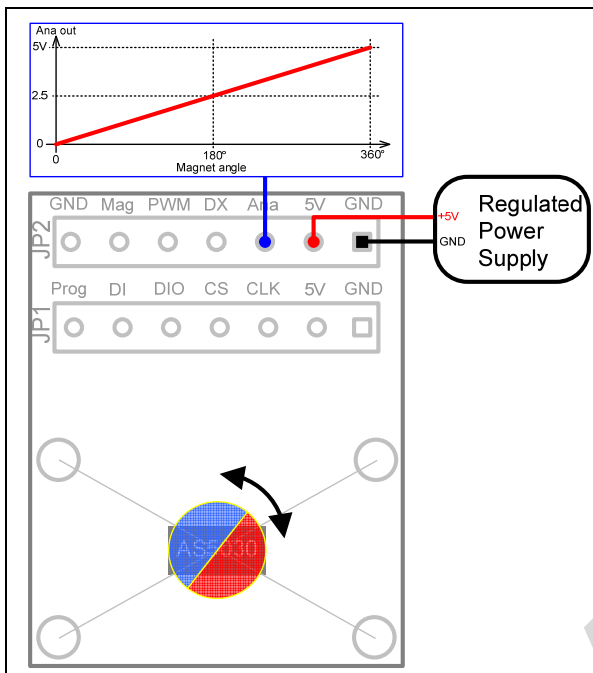 Ana out
5V
2.5
0
0
180°
360°
Magnet angle
GND Mag PWM DX Ana 5V GND
JP2
+5V
GND
Regulated
Power
Supply
Prog DI DIO CS CLK 5V GND
JP1
AS5030